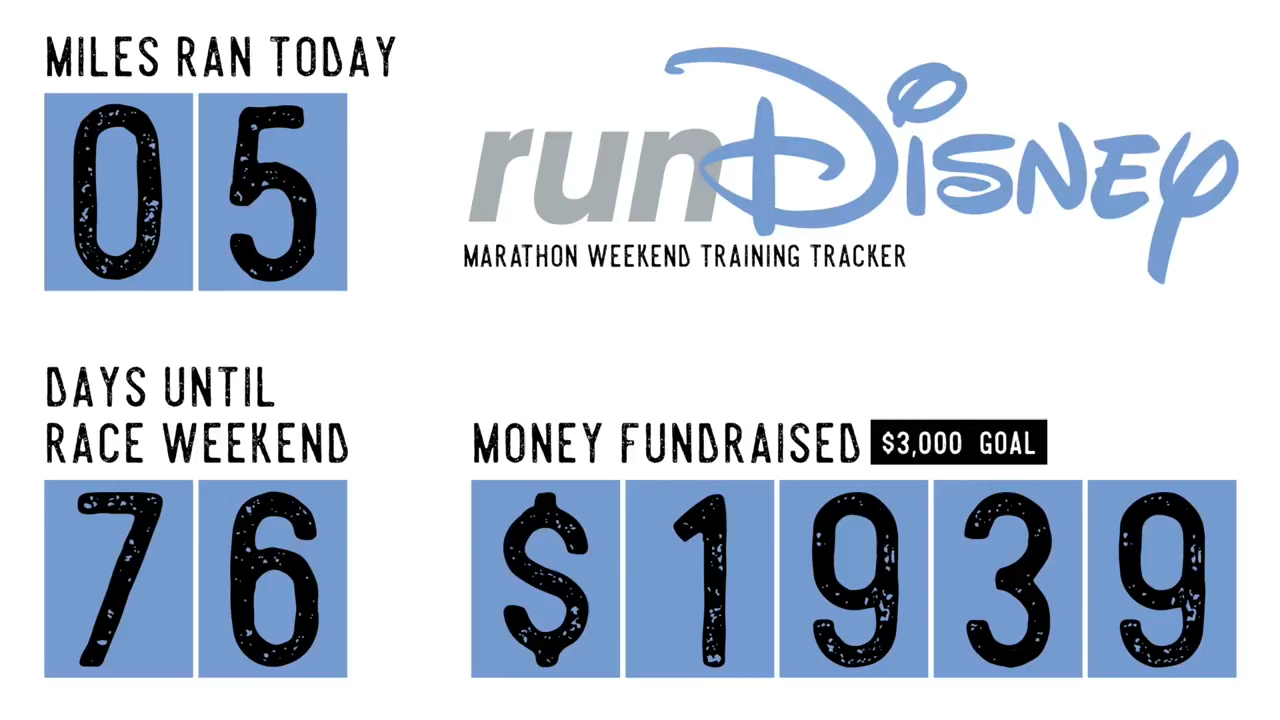 MILES RAN TODAY
05
runDisney
MARATHON WEEKEND TRAINING TRACKER
DAYS UNTIL
RACE WEEKEND
76
MONEY FUNDRAISED $3,000 GOAL
$1939